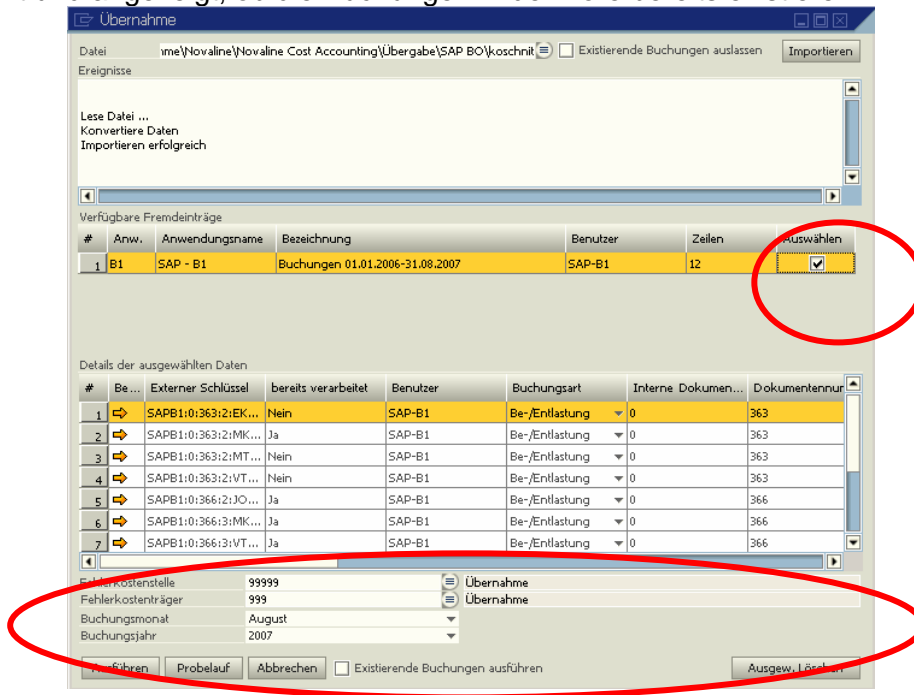 Übernahme
Datei ıme\Novaline\Novaline Cost Accounting\Übergabe\SAP BO\koschnit Existierende Buchungen auslassen Importieren
Ereignisse
Lese Datei ...
Konvertiere Daten
Importieren erfolgreich
Verfügbare Fremdeinträge
# Anw. Anwendungsname Bezeichnung Benutzer Zeilen Auswählen
1 B1 SAP - B1 Buchungen 01.01.2006-31.08.2007 SAP-B1 12
Details der ausgewählten Daten
# Be... Externer Schlüssel bereits verarbeitet Benutzer Buchungsart Interne Dokumen... Dokumentennur
1 SAPB1:0:363:2:EK... Nein SAP-B1 Be-/Entlastung 0 363
2 SAPB1:0:363:2:MK... Ja SAP-B1 Be-/Entlastung 0 363
3 SAPB1:0:363:2:MT... Nein SAP-B1 Be-/Entlastung 0 363
4 SAPB1:0:363:2:VT... Nein SAP-B1 Be-/Entlastung 0 363
5 SAPB1:0:366:2:JO... Ja SAP-B1 Be-/Entlastung 0 366
6 SAPB1:0:366:3:MK... Ja SAP-B1 Be-/Entlastung 0 366
7 SAPB1:0:366:3:VT... Ja SAP-B1 Be-/Entlastung 0 366
Fehlerkostenstelle 99999 Übernahme
Fehlerkostenträger 999 Übernahme
Buchungsmonat August
Buchungsjahr 2007
Ausführen Probelauf Abbrechen Existierende Buchungen ausführen Ausgew. Löschen